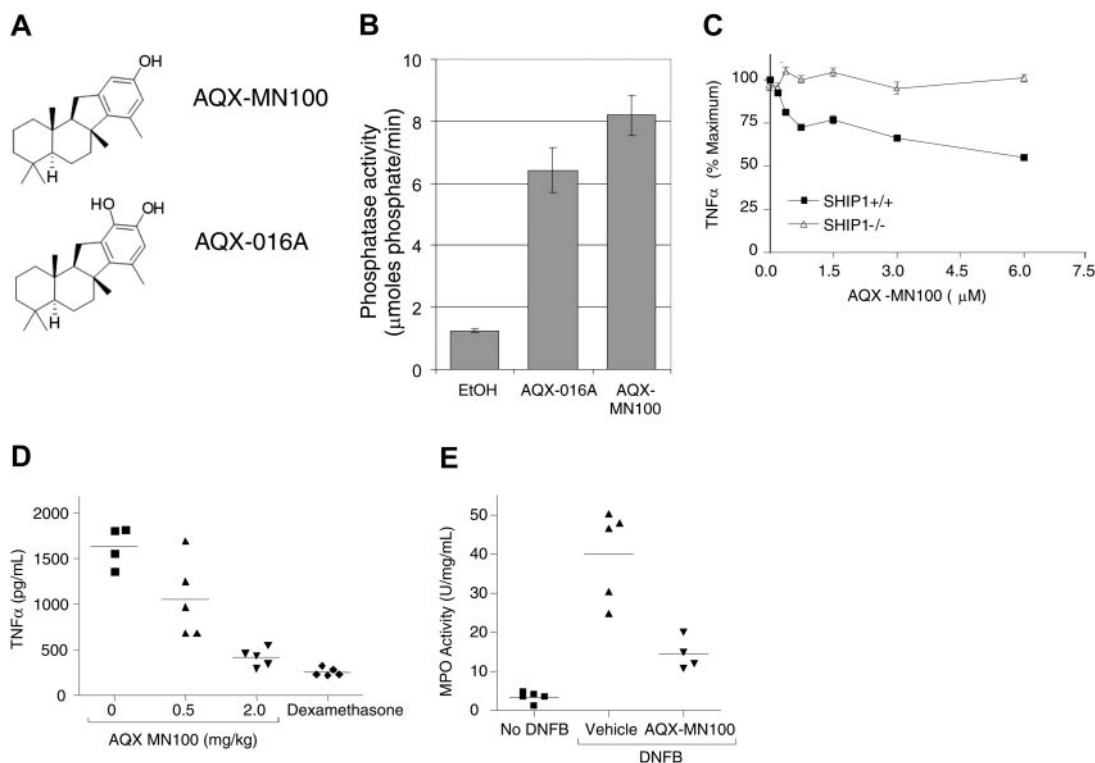 A
OH
AQX-MN100
H
HO
OH
AQX-016A
H
B
Phosphatase activity
(μmoles phosphate/min)
10
8
6
4
2
0
EtOH
AQX-016A
AQX-
MN100
C
TNFα (% Maximum)
100
75
50
25
0
SHIP1+/+
SHIP1-/-
0.0
1.5
3.0
4.5
6.0
7.5
AQX -MN100 ( μM)
D
TNFα (pg/mL)
2000
1500
1000
500
0
0
0.5
2.0
Dexamethasone
AQX MN100 (mg/kg)
E
MPO Activity (U/mg/mL)
50
40
30
20
10
0
No DNFB
Vehicle
AQX-MN100
DNFB